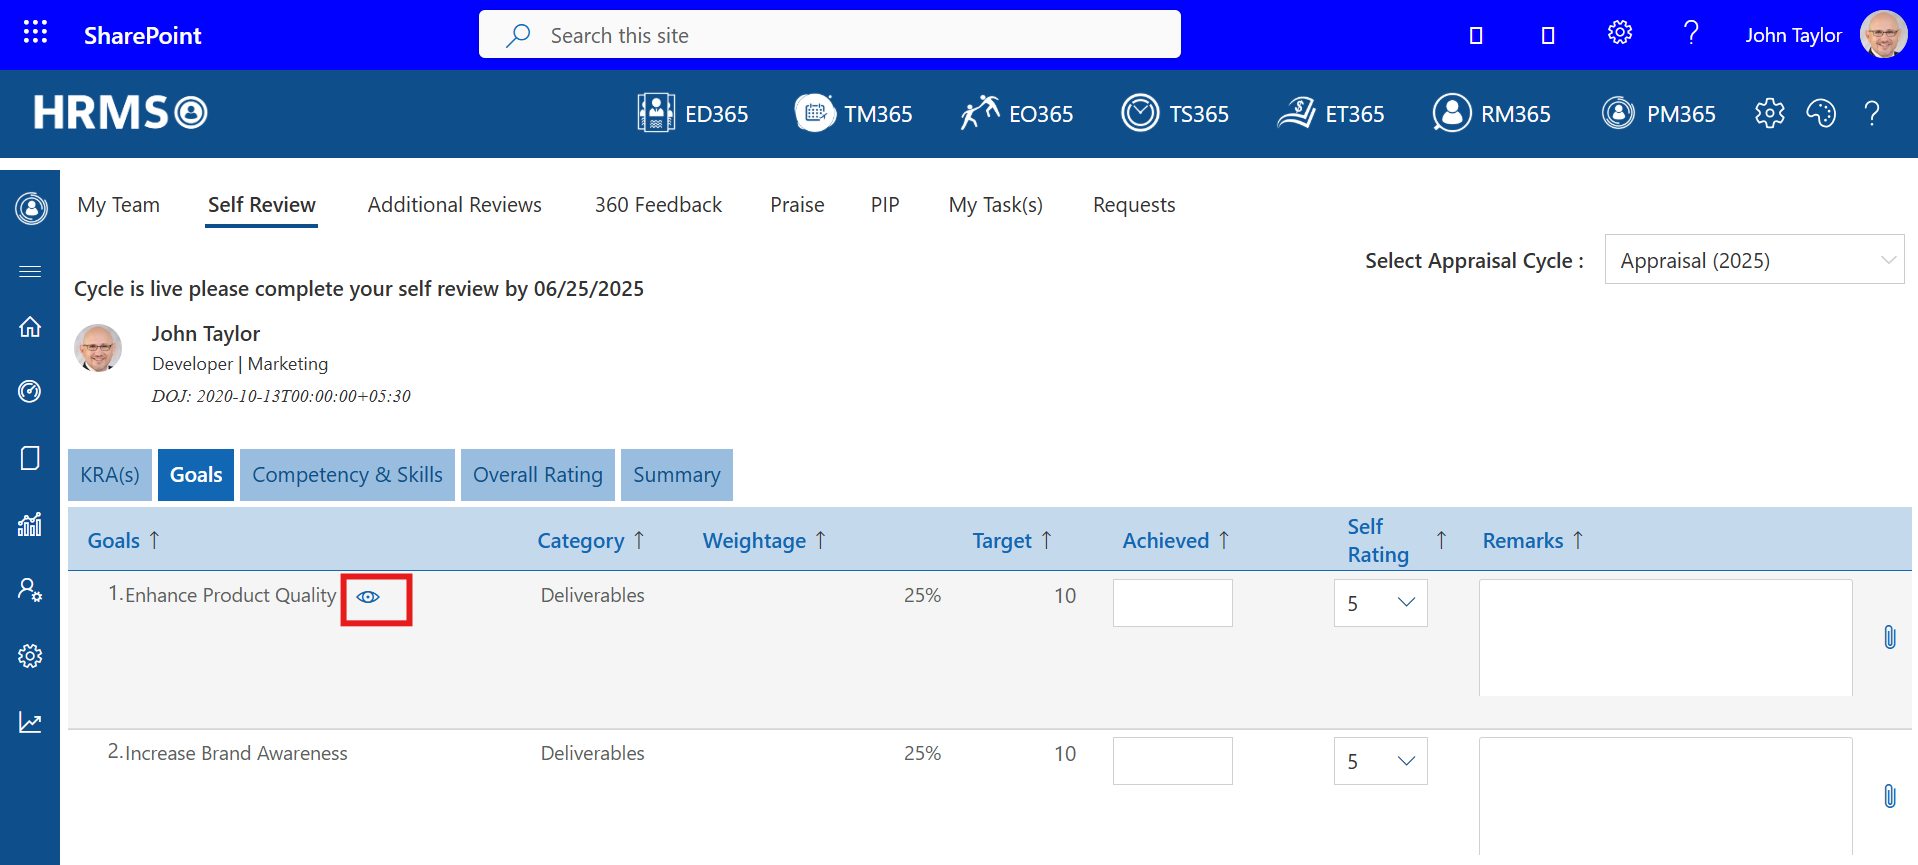 SharePoint
Search this site
John Taylor
HRMS
ED365
TM365
EO365
TS365
ET365
RM365
PM365
My Team
Self Review
Additional Reviews
360 Feedback
Praise
PIP
My Task(s)
Requests
Select Appraisal Cycle :
Appraisal (2025)
Cycle is live please complete your self review by 06/25/2025
John Taylor
Developer | Marketing
DOJ: 2020-10-13T00:00:00+05:30
KRA(s)
Goals
Competency & Skills
Overall Rating
Summary
Goals ↑
Category ↑
Weightage ↑
Target ↑
Achieved ↑
Self
Rating ↑
Remarks ↑
1. Enhance Product Quality
Deliverables
25%
10
5
2. Increase Brand Awareness
Deliverables
25%
10
5